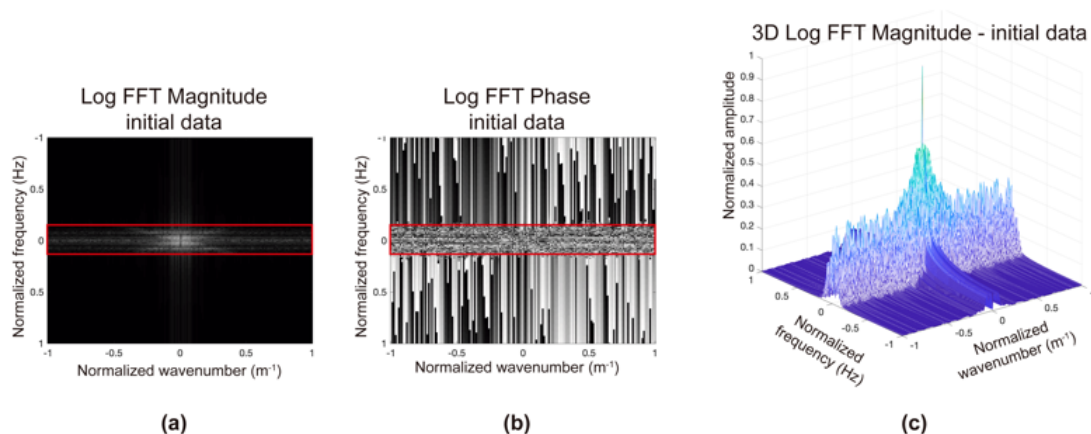 Log FFT Magnitude
initial data
-1
0.5
0
0.5
1
Normalized frequency (Hz)
-1
-0.5
0
0.5
1
Normalized wavenumber (m⁻¹)
(a)
Log FFT Phase
initial data
-1
0.5
0
0.5
1
Normalized frequency (Hz)
-1
-0.5
0
0.5
1
Normalized wavenumber (m⁻¹)
(b)
3D Log FFT Magnitude - initial data
1
0.9
0.8
0.7
0.6
0.5
0.4
0.3
0.2
0.1
0
Normalized amplitude
1
0.5
0
-0.5
-1
Normalized
frequency (Hz)
-1
-0.5
0
0.5
Normalized
wavenumber (m⁻¹)
(c)